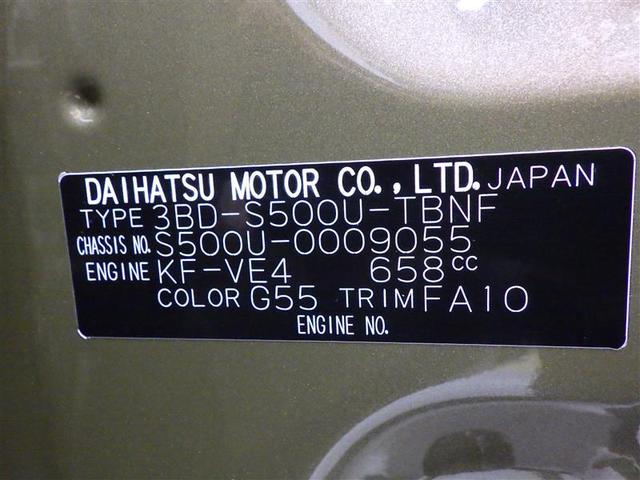 DAIHATSU MOTOR CO., LTD. JAPAN
TYPE 3BD-S500U-TBNF
CHASSIS NO. S500U-0009055
ENGINE KF-VE4 658CC
COLOR G55 TRIM FA10
ENGINE NO.